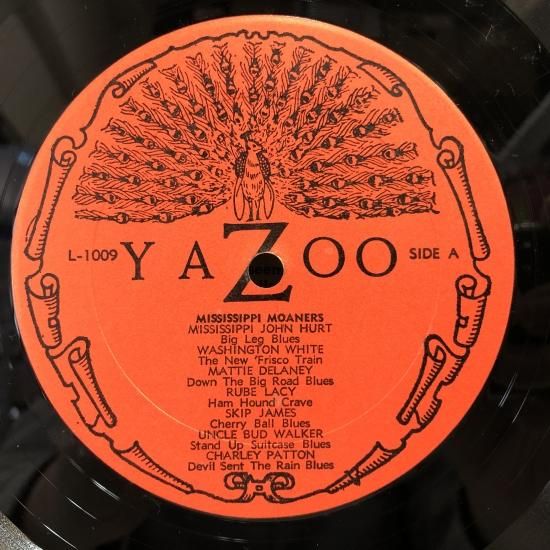 L-1009 YAZOO SIDE A
MISSISSIPPI MOANERS
MISSISSIPPI JOHN HURT
Big Leg Blues
WASHINGTON WHITE
The New 'Frisco Train
MATTIE DELANEY
Down The Big Road Blues
RUBE LACY
Ham Hound Crave
SKIP JAMES
Cherry Ball Blues
UNCLE BUD WALKER
Stand Up Suitcase Blues
CHARLEY PATTON
Devil Sent The Rain Blues